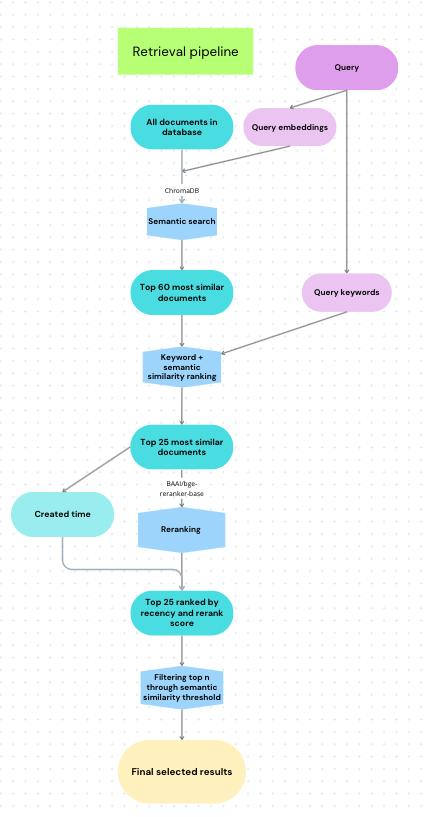 Retrieval pipeline
Query
All documents in
database
Query embeddings
ChromaDB
Semantic search
Top 60 most similar
documents
Query keywords
Keyword +
semantic
similarity ranking
Top 25 most similar
documents
BAAI/bge-
reranker-base
Created time
Reranking
Top 25 ranked by
recency and rerank
score
Filtering top n
through semantic
similarity threshold
Final selected results